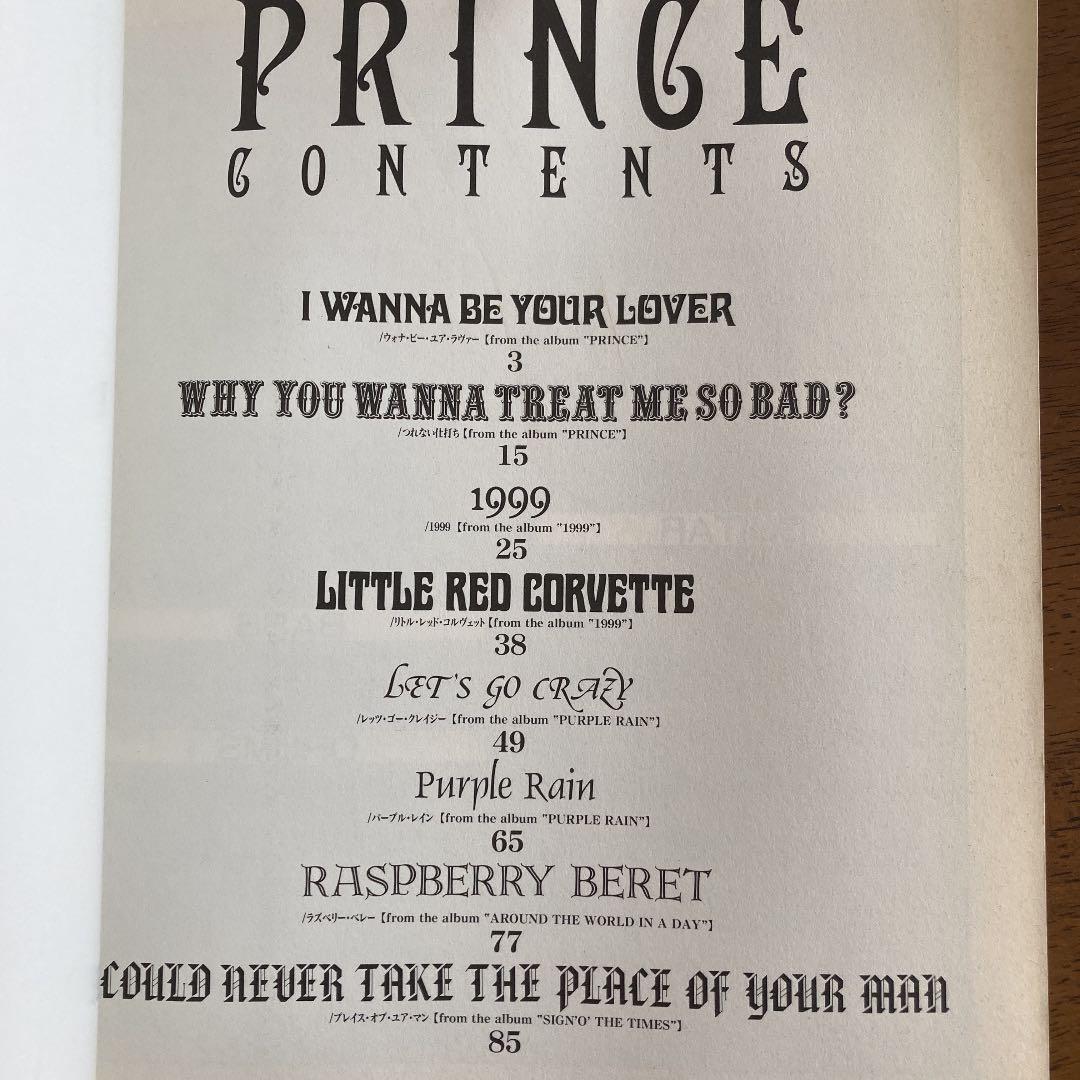 PRINCE
CONTENTS
I WANNA BE YOUR LOVER
/ウォナ・ビー・ユア・ラヴァー【from the album "PRINCE"】
3
WHY YOU WANNA TREAT ME SO BAD?
/つれない仕打ち【from the album "PRINCE"】
15
1999
/1999【from the album "1999"】
25
LITTLE RED CORVETTE
/リトル・レッド・コルヴェット【from the album "1999"】
38
LET'S GO CRAZY
/レッツ・ゴー・クレイジー【from the album "PURPLE RAIN"】
49
Purple Rain
/パープル・レイン【from the album "PURPLE RAIN"】
65
RASPBERRY BERET
/ラズベリー・ベレー【from the album "AROUND THE WORLD IN A DAY"】
77
COULD NEVER TAKE THE PLACE OF YOUR MAN
/プレイス・オブ・ユア・マン【from the album "SIGN'O' THE TIMES"】
85